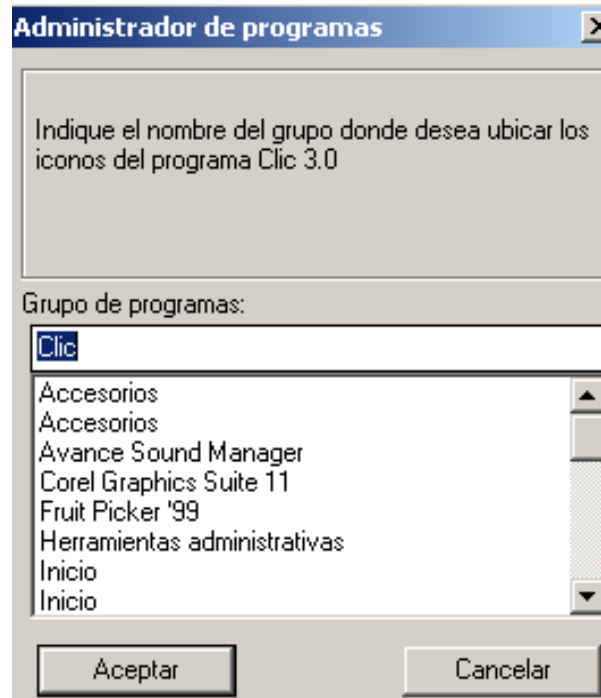 Administrador de programas
Indique el nombre del grupo donde desea ubicar los
iconos del programa Clic 3.0
Grupo de programas:
Clic
Accesorios
Accesorios
Avance Sound Manager
Corel Graphics Suite 11
Fruit Picker '99
Herramientas administrativas
Inicio
Inicio
Aceptar Cancelar